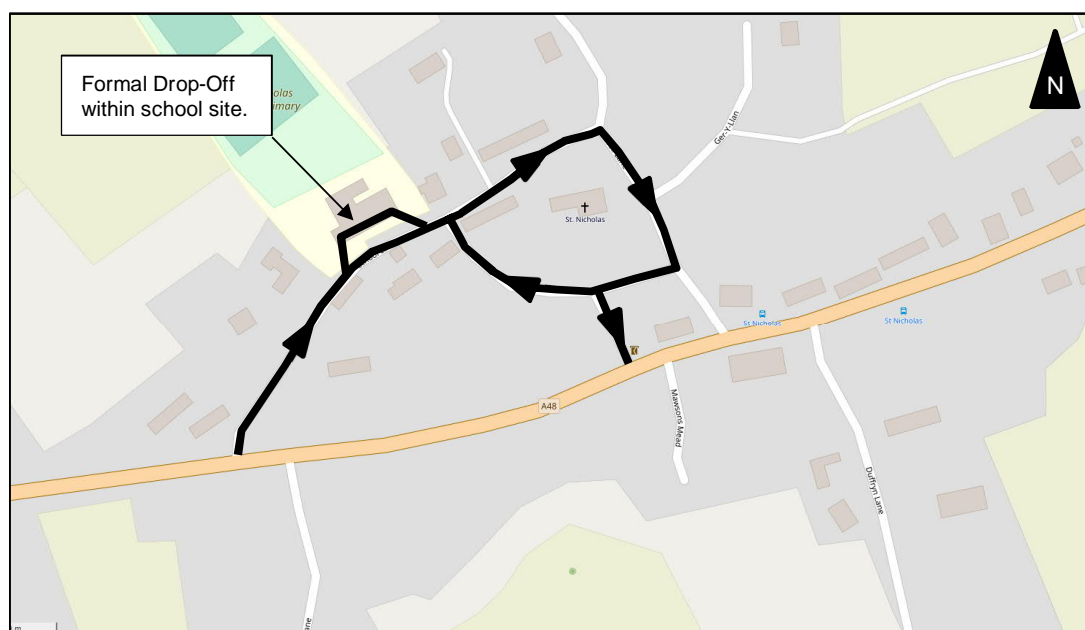 Formal Drop-Off
within school site.
N
Ger-Y-Llan
St. Nicholas
St Nicholas
St Nicholas
A48
Mawsons Mead
Duffryn Lane